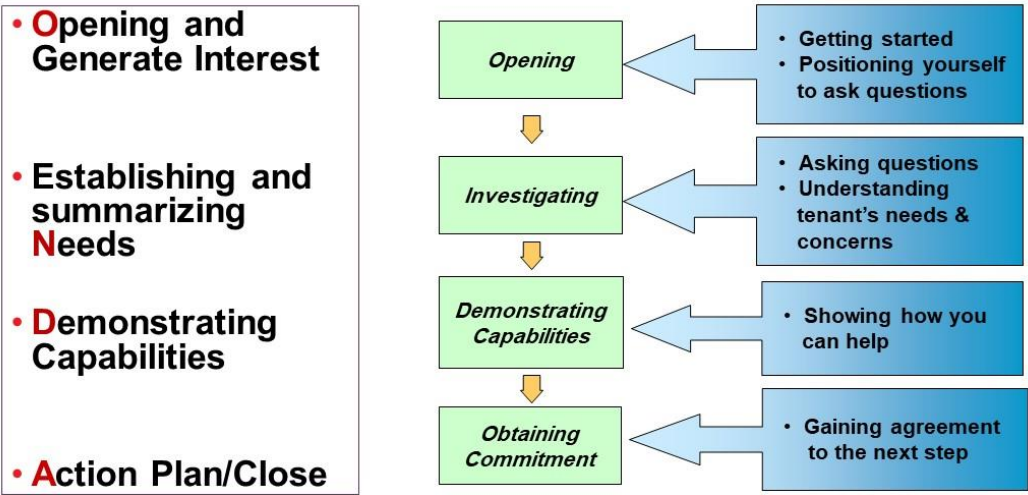 • Opening and
Generate Interest
• Establishing and
summarizing
Needs
• Demonstrating
Capabilities
• Action Plan/Close
Opening
Investigating
Demonstrating
Capabilities
Obtaining
Commitment
• Getting started
• Positioning yourself
to ask questions
• Asking questions
• Understanding
tenant's needs &
concerns
• Showing how you
can help
• Gaining agreement
to the next step